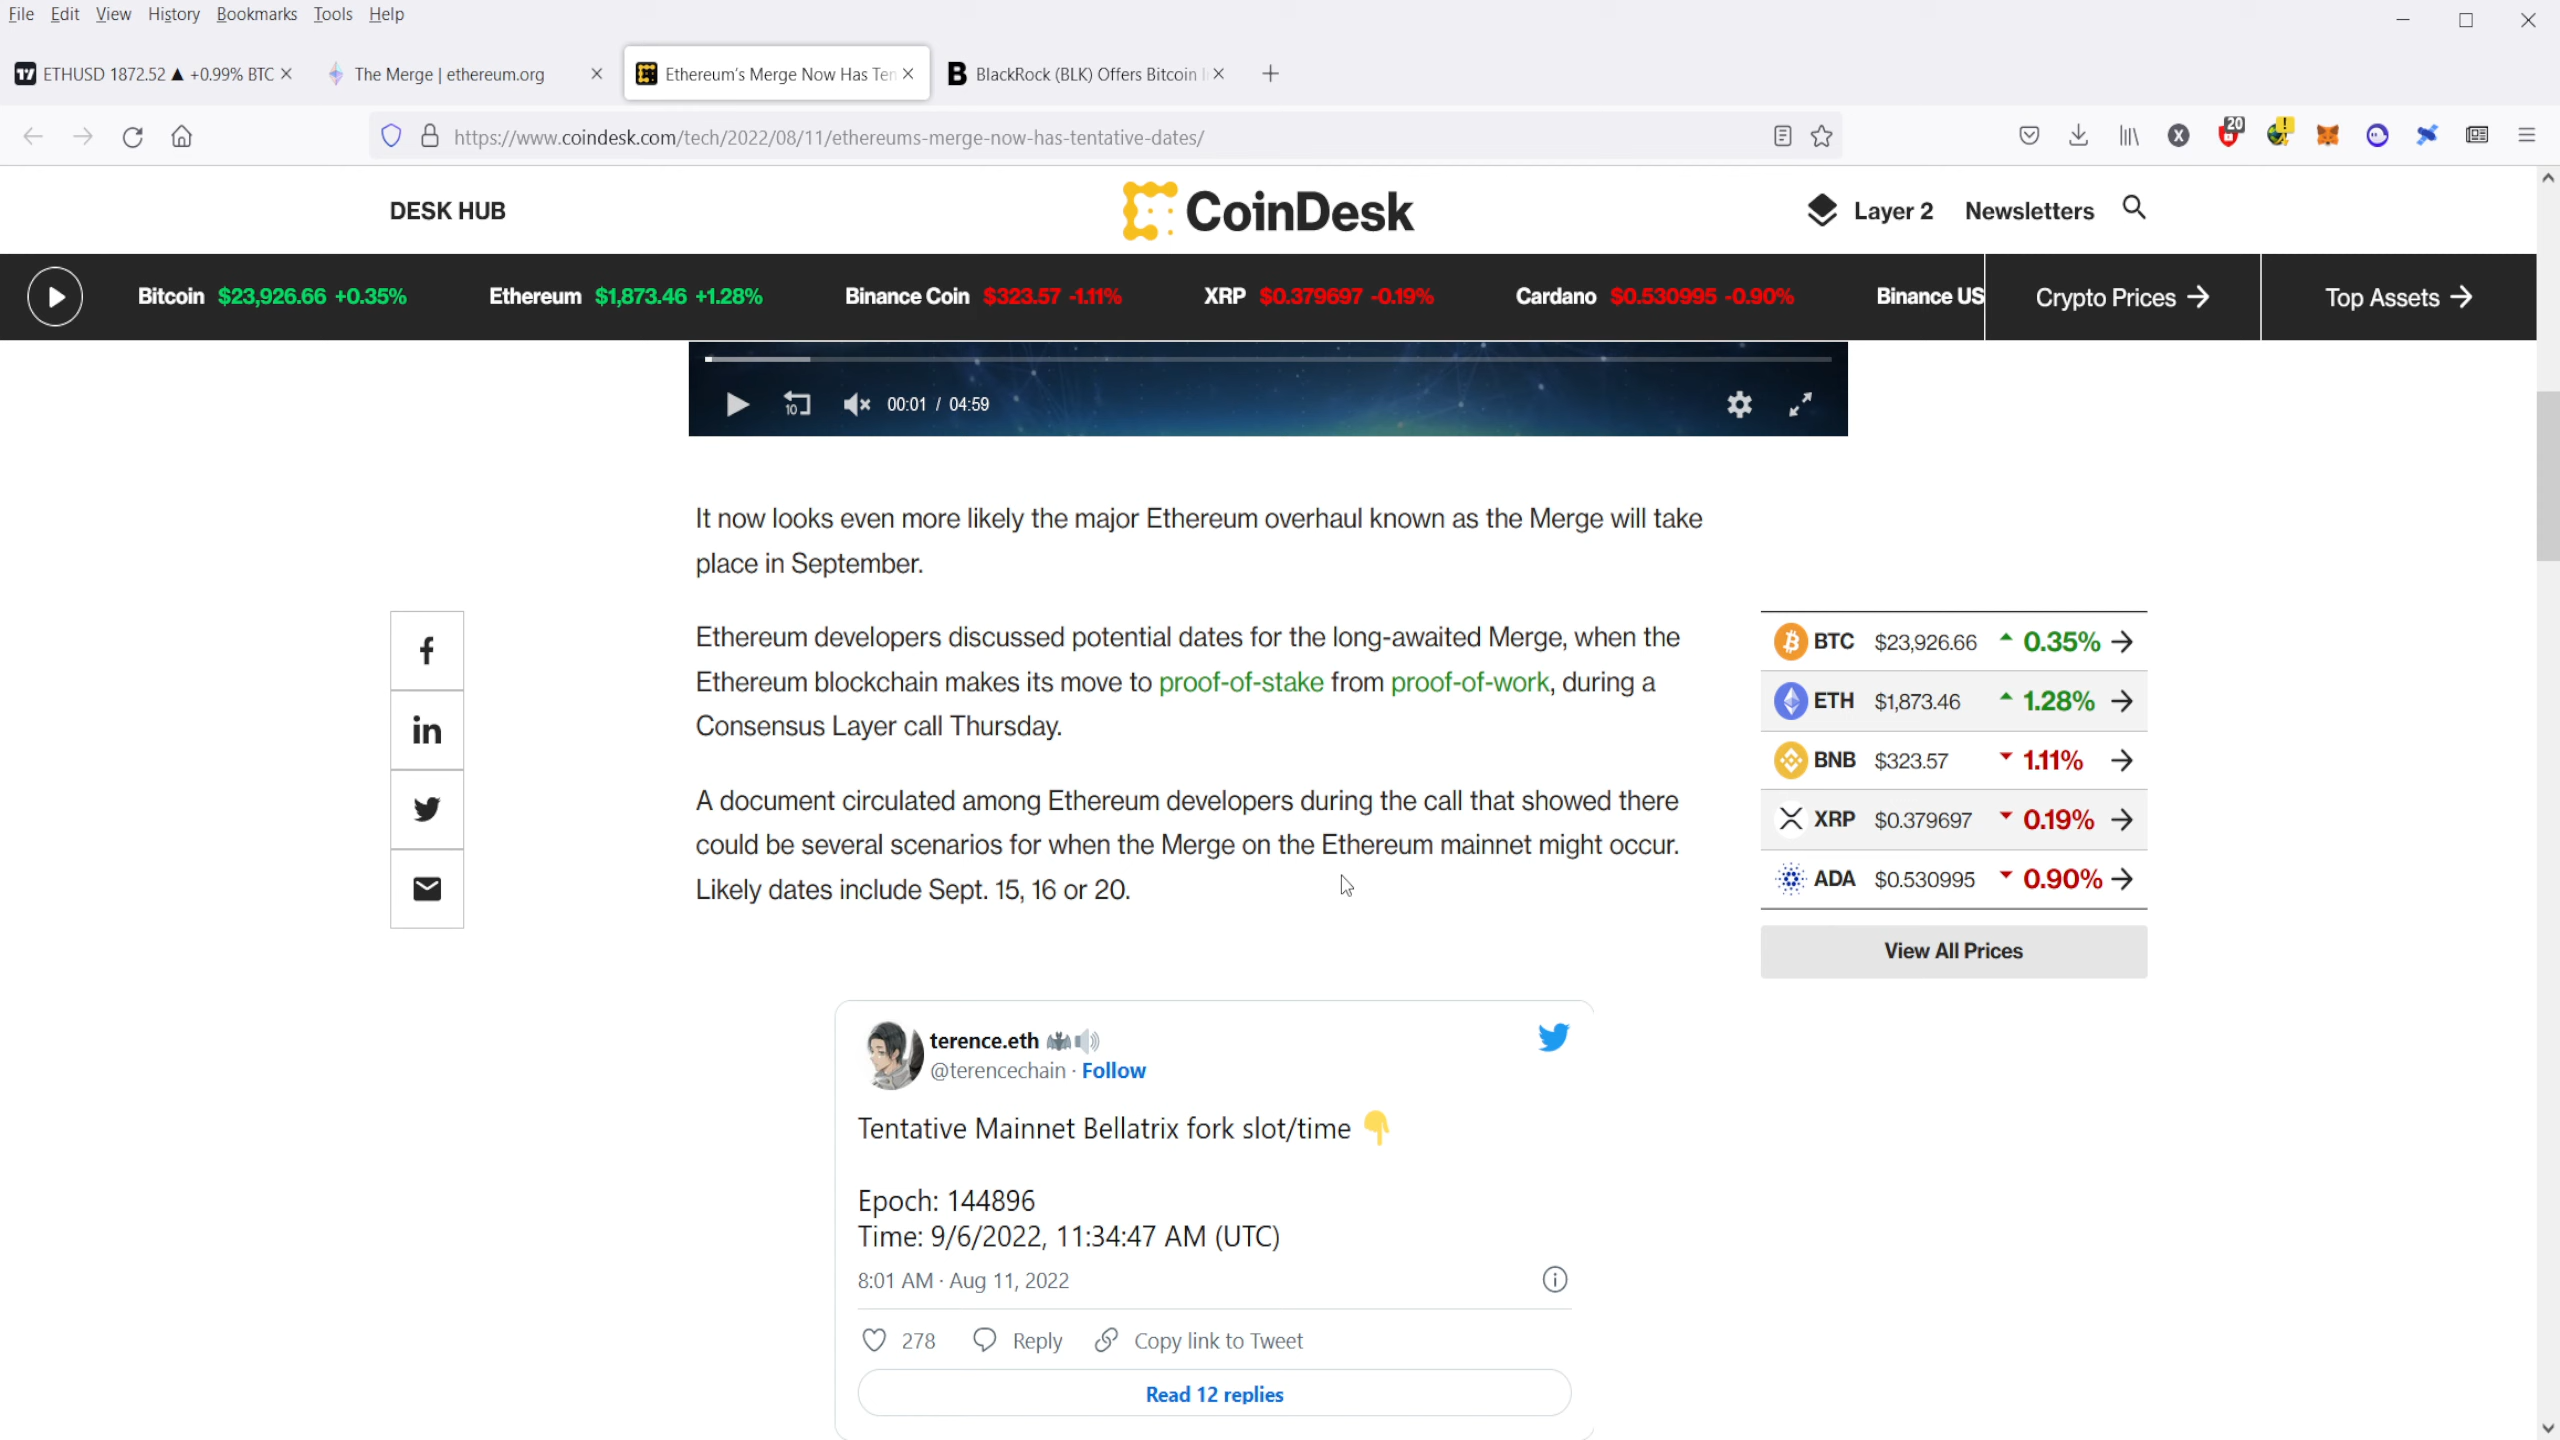 File Edit View History Bookmarks Tools Help
ETHUSD 1872.52 ▲ +0.99% BTC
The Merge | ethereum.org
Ethereum's Merge Now Has Ten
BlackRock (BLK) Offers Bitcoin
https://www.coindesk.com/tech/2022/08/11/ethereums-merge-now-has-tentative-dates/
20
DESK HUB
CoinDesk
Layer 2 Newsletters
Bitcoin $23,926.66 +0.35% Ethereum $1,873.46 +1.28% Binance Coin $323.57 -1.11% XRP $0.379697 -0.19% Cardano $0.530995 -0.90% Binance US
Crypto Prices →
Top Assets →
10
00:01 / 04:59
It now looks even more likely the major Ethereum overhaul known as the Merge will take
place in September.
Ethereum developers discussed potential dates for the long-awaited Merge, when the
Ethereum blockchain makes its move to proof-of-stake from proof-of-work, during a
Consensus Layer call Thursday.
A document circulated among Ethereum developers during the call that showed there
could be several scenarios for when the Merge on the Ethereum mainnet might occur.
Likely dates include Sept. 15, 16 or 20.
BTC $23,926.66 0.35% →
ETH $1,873.46 1.28% →
BNB $323.57 1.11% →
XRP $0.379697 0.19% →
ADA $0.530995 0.90% →
View All Prices
terence.eth 🦇🔊
@terencechain · Follow
Tentative Mainnet Bellatrix fork slot/time 👇
Epoch: 144896
Time: 9/6/2022, 11:34:47 AM (UTC)
8:01 AM · Aug 11, 2022
278 Reply Copy link to Tweet
Read 12 replies